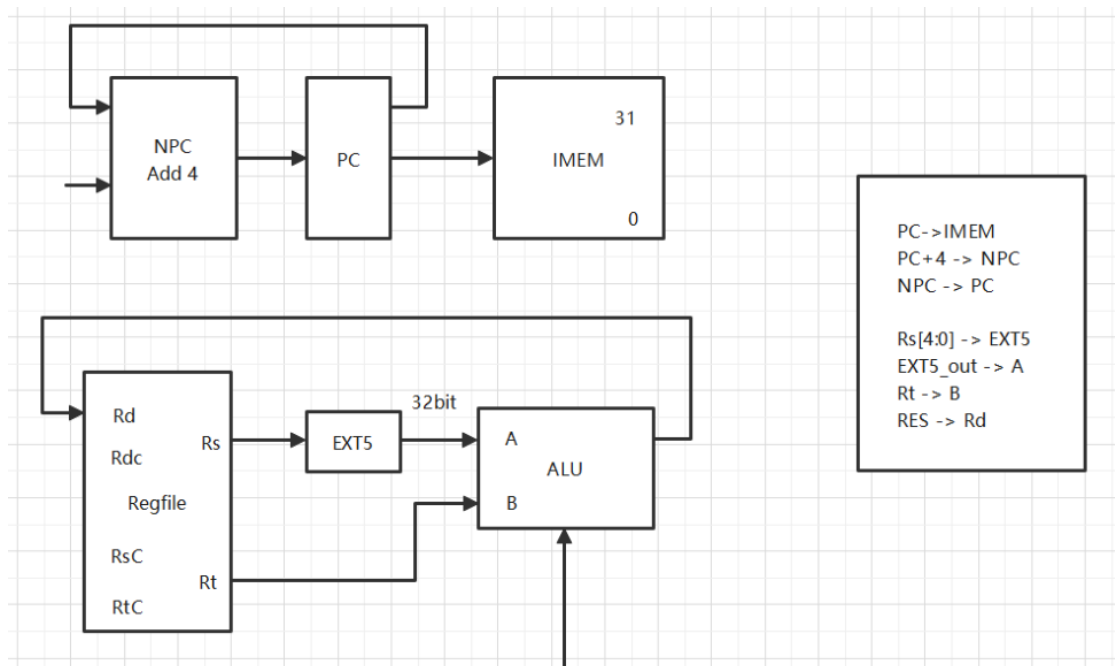 NPC
Add 4
PC
31
IMEM
0
PC->IMEM
PC+4 -> NPC
NPC -> PC
Rs[4:0] -> EXT5
EXT5_out -> A
Rt -> B
RES -> Rd
32bit
Rd
Rs
Rdc
Regfile
RsC
Rt
RtC
EXT5
A
ALU
B